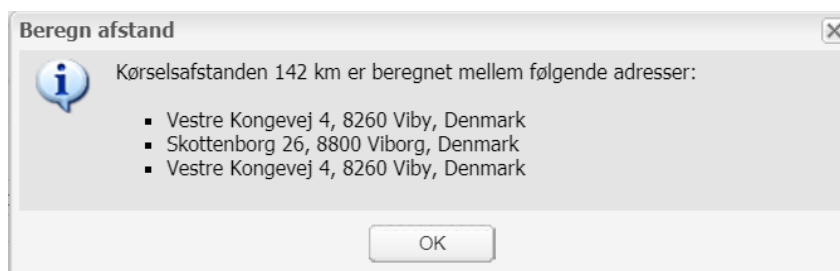 Beregn afstand
Kørselsafstanden 142 km er beregnet mellem følgende adresser:
Vestre Kongevej 4, 8260 Viby, Denmark
Skottenborg 26, 8800 Viborg, Denmark
Vestre Kongevej 4, 8260 Viby, Denmark
OK